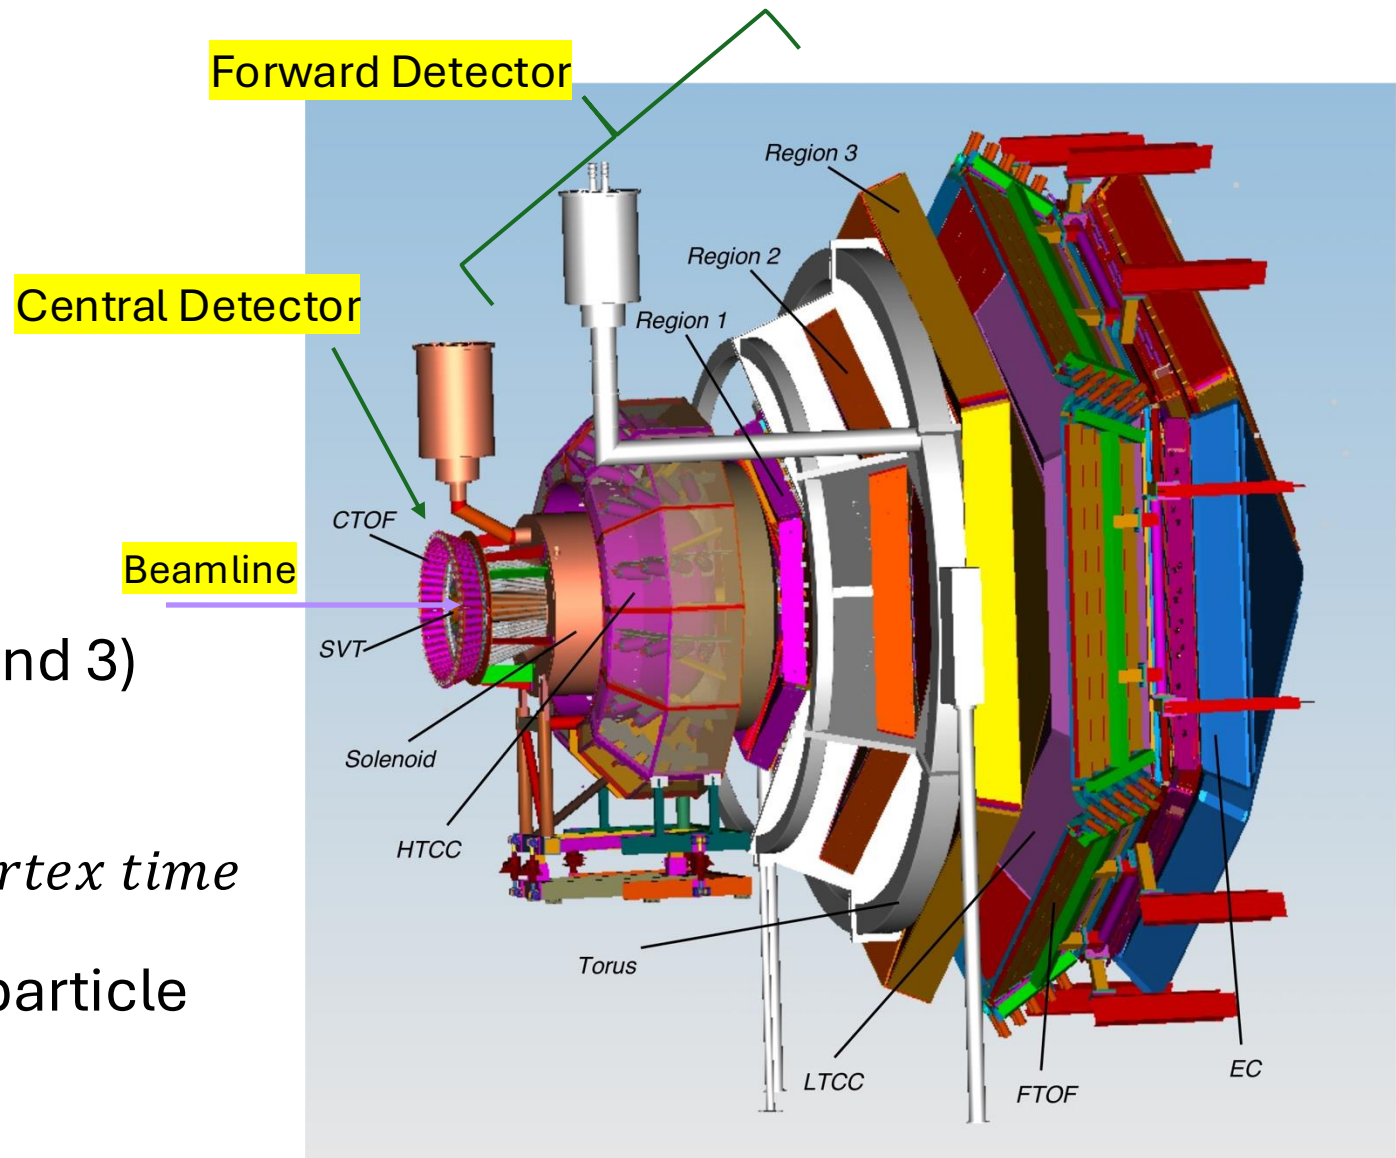 Forward Detector
Region 3
Region 2
Central Detector
Region 1
CTOF
Beamline
SVT
nd 3)
Solenoid
HTCC
rtex time
Torus
particle
LTCC
EC
FTOF